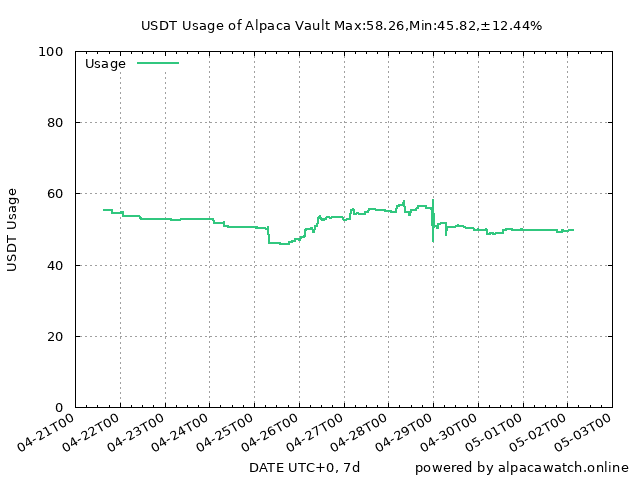 USDT Usage of Alpaca Vault Max:58.26,Min:45.82,±12.44%
Usage
USDT Usage
100
80
60
40
20
0
04-21T00
04-22T00
04-23T00
04-24T00
04-25T00
04-26T00
04-27T00
04-28T00
04-29T00
04-30T00
05-01T00
05-02T00
05-03T00
DATE UTC+0, 7d
powered by alpacawatch.online